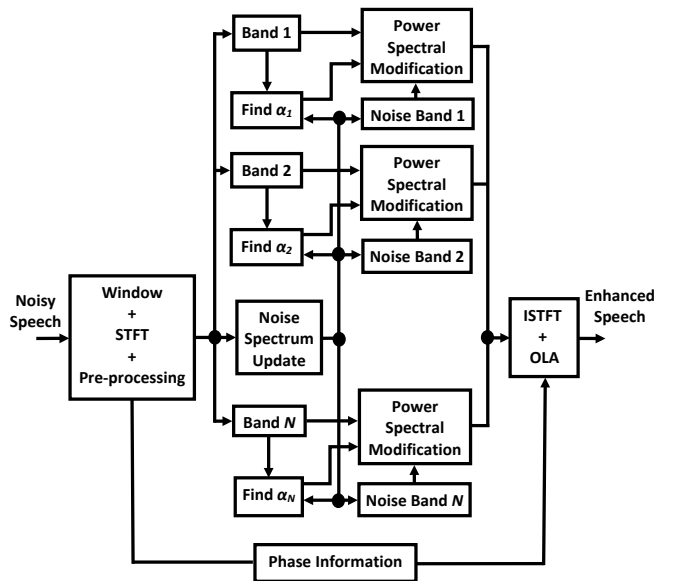 Noisy
Speech
Window
+
STFT
+
Pre-processing
Band 1
Find α1
Power
Spectral
Modification
Noise Band 1
Band 2
Find α2
Power
Spectral
Modification
Noise Band 2
Noise
Spectrum
Update
Band N
Find αN
Power
Spectral
Modification
Noise Band N
Phase Information
ISTFT
+
OLA
Enhanced
Speech